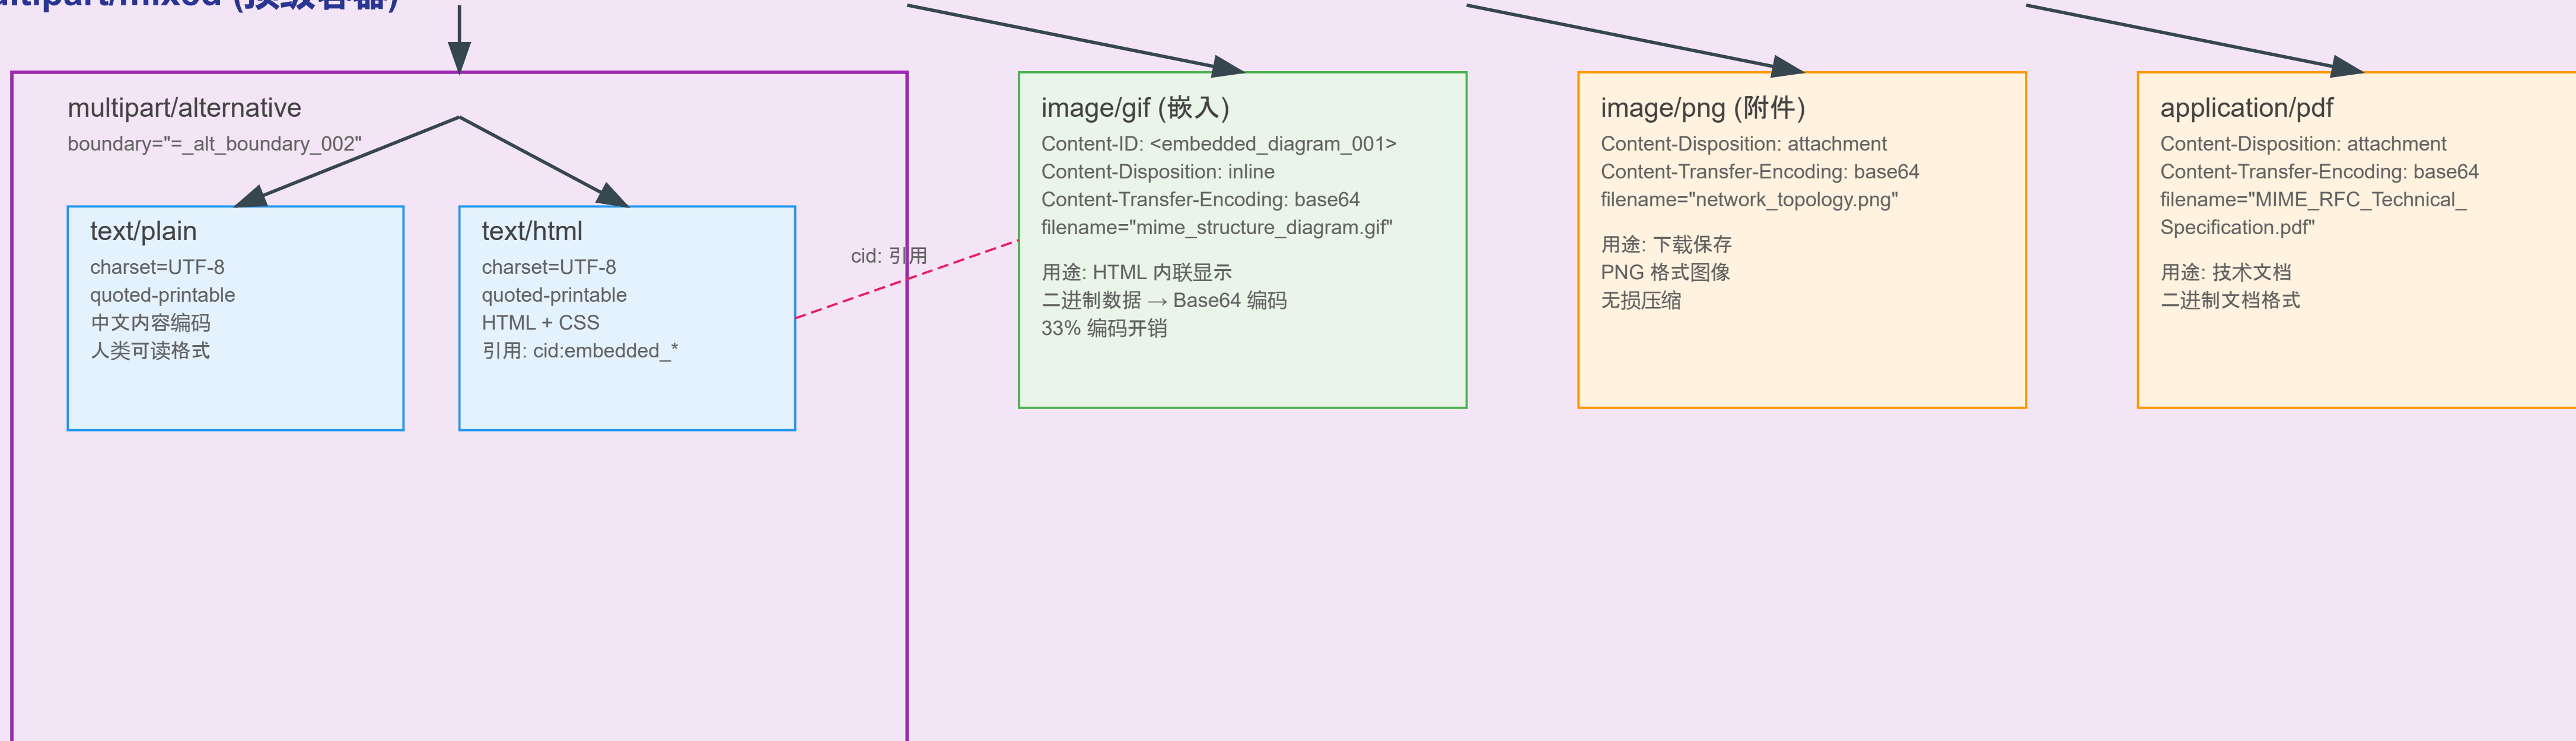 multipart/alternative
boundary="=_alt_boundary_002"
text/plain
charset=UTF-8
quoted-printable
中文内容编码
人类可读格式
text/html
charset=UTF-8
quoted-printable
HTML + CSS
引用: cid:embedded_*
cid: 引用
image/gif (嵌入)
Content-ID: <embedded_diagram_001>
Content-Disposition: inline
Content-Transfer-Encoding: base64
filename="mime_structure_diagram.gif"
用途: HTML 内联显示
二进制数据 → Base64 编码
33% 编码开销
image/png (附件)
Content-Disposition: attachment
Content-Transfer-Encoding: base64
filename="network_topology.png"
用途: 下载保存
PNG 格式图像
无损压缩
application/pdf
Content-Disposition: attachment
Content-Transfer-Encoding: base64
filename="MIME_RFC_Technical_
Specification.pdf"
用途: 技术文档
二进制文档格式